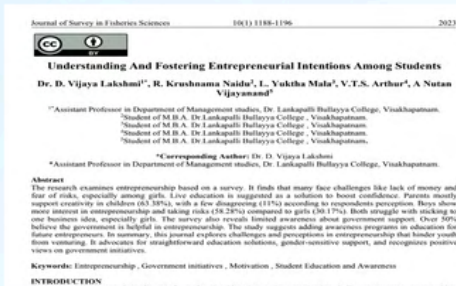 Journal of Survey in Fisheries Sciences 10(1) 1188-1196 2023
cc
BY
Understanding And Fostering Entrepreneurial Intentions Among Students
Dr. D. Vijaya Lakshmi1*, R. Krushnama Naidu2, L. Yuktha Mala3, V.T.S. Arthur4, A Nutan
Vijayanand5
1*Assistant Professor in Department of Management studies, Dr. Lankapalli Bullayya College, Visakhapatnam.
2Student of M.B.A. Dr.Lankapalli Bullayya College , Visakhapatnam.
3Student of M.B.A. Dr.Lankapalli Bullayya College , Visakhapatnam.
4Student of M.B.A. Dr.Lankapalli Bullayya College , Visakhapatnam.
5Student of M.B.A. Dr.Lankapalli Bullayya College , Visakhapatnam.
*Corresponding Author: Dr. D. Vijaya Lakshmi
*Assistant Professor in Department of Management studies, Dr. Lankapalli Bullayya College, Visakhapatnam.
Abstract
The research examines entrepreneurship based on a survey. It finds that many face challenges like lack of money and
fear of risks, especially among girls. Live education is suggested as a solution to boost confidence. Parents mostly
support creativity in children (63.38%), with a few disagreeing (11%) according to respondents perception. Boys show
more interest in entrepreneurship and taking risks (58.28%) compared to girls (30.17%). Both struggle with sticking to
one business idea, especially girls. The survey also reveals limited awareness about government support. Over 50%
believe the government is helpful in entrepreneurship. The study suggests adding awareness programs in education for
future entrepreneurs. In summary, this journal explores challenges and perceptions in entrepreneurship that hinder youth
from venturing. It advocates for straightforward education solutions, gender-sensitive support, and recognizes positive
views on government initiatives.
Keywords: Entrepreneurship , Government initiatives , Motivation , Student Education and Awareness
INTRODUCTION